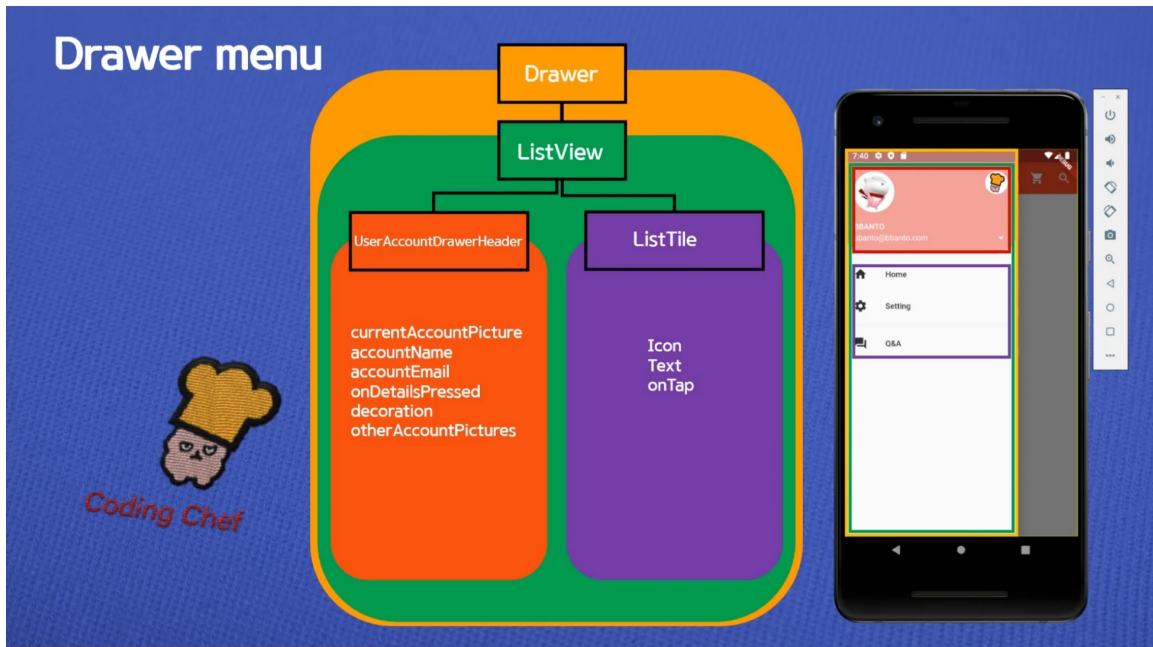 Drawer menu
Drawer
ListView
UserAccountDrawerHeader
ListTile
currentAccountPicture
accountName
accountEmail
onDetailsPressed
decoration
otherAccountPictures
Icon
Text
onTap
Coding Chef
7:40
BBANTO
bbanto@bbanto.com
Home
Setting
Q&A